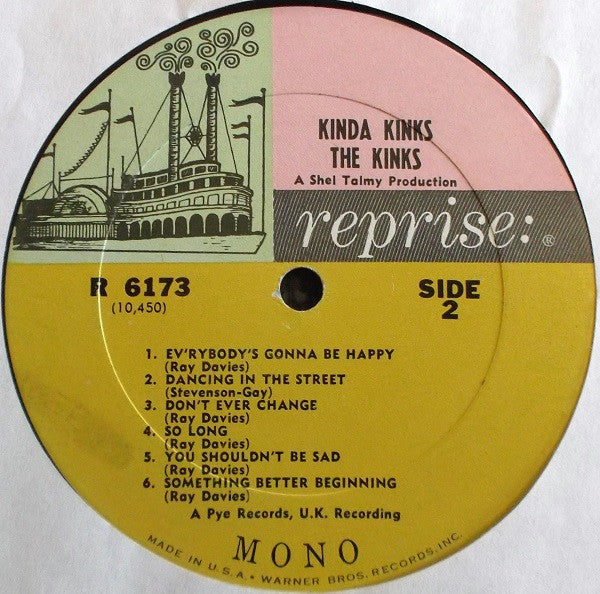 KINDA KINKS
THE KINKS
A Shel Talmy Production
reprise:®
R 6173
(10,450)
SIDE
2
1. EV'RYBODY'S GONNA BE HAPPY
(Ray Davies)
2. DANCING IN THE STREET
(Stevenson-Gay)
3. DON'T EVER CHANGE
(Ray Davies)
4. SO LONG
(Ray Davies)
5. YOU SHOULDN'T BE SAD
(Ray Davies)
6. SOMETHING BETTER BEGINNING
(Ray Davies)
A Pye Records, U.K. Recording
MONO
MADE IN U.S.A. • WARNER BROS. RECORDS, INC.